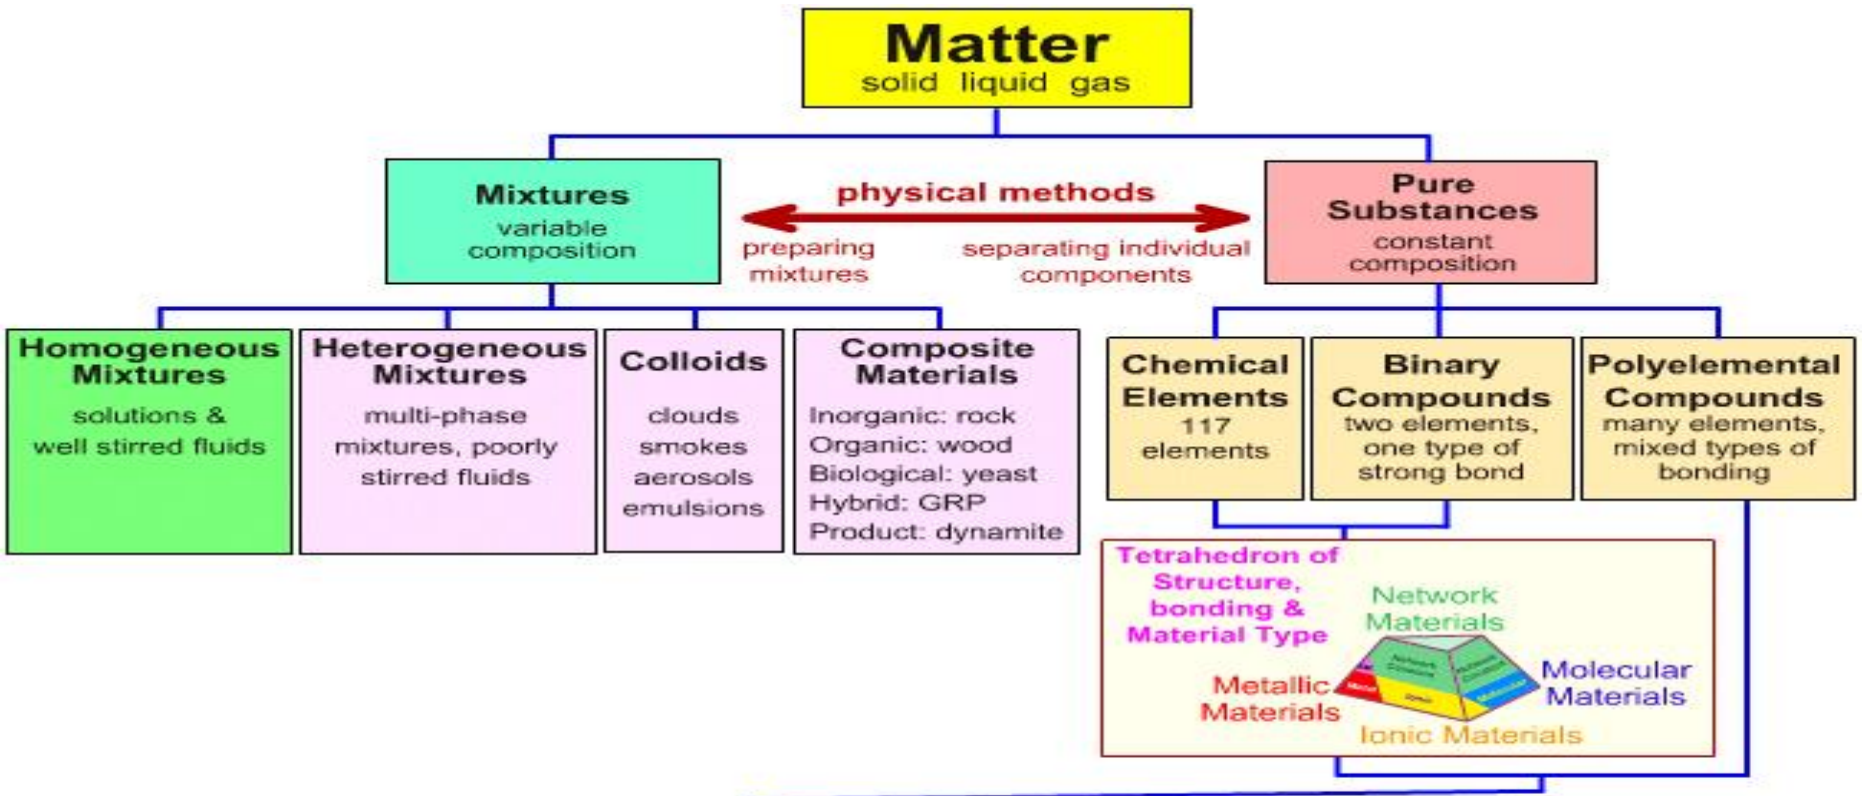 Matter
solid liquid gas
Mixtures
variable
composition
physical methods
preparing
mixtures
separating individual
components
Pure
Substances
constant
composition
Homogeneous
Mixtures
solutions &
well stirred fluids
Heterogeneous
Mixtures
multi-phase
mixtures, poorly
stirred fluids
Colloids
clouds
smokes
aerosols
emulsions
Composite
Materials
Inorganic: rock
Organic: wood
Biological: yeast
Hybrid: GRP
Product: dynamite
Chemical
Elements
117
elements
Binary
Compounds
two elements,
one type of
strong bond
Polyelemental
Compounds
many elements,
mixed types of
bonding
Tetrahedron of
Structure,
bonding &
Material Type
Network
Materials
Metallic
Materials
Molecular
Materials
Ionic Materials